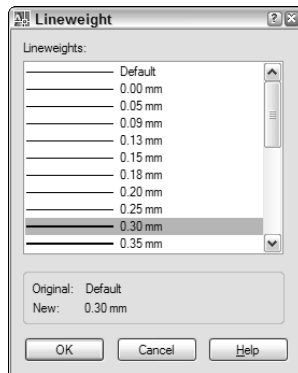 Lineweight
Lineweights:
Default
0.00 mm
0.05 mm
0.09 mm
0.13 mm
0.15 mm
0.18 mm
0.20 mm
0.25 mm
0.30 mm
0.35 mm
Original: Default
New: 0.30 mm
OK Cancel Help